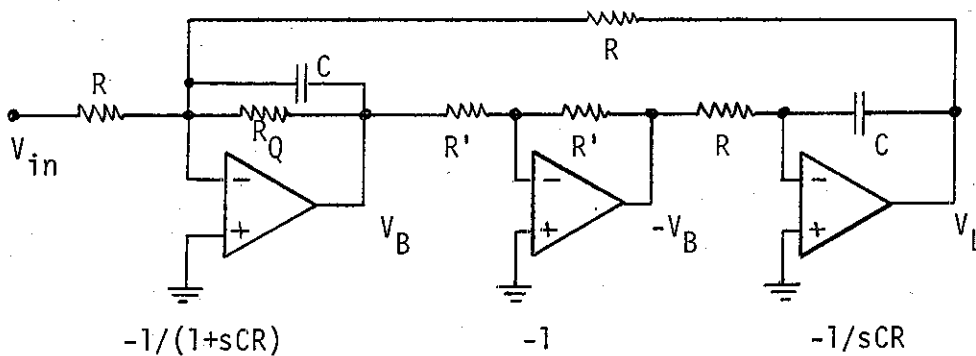 R
C
R
V_in
R_Q
R'
R'
R
C
−
+
V_B
−
+
-V_B
−
+
V_L
-1/(1+sCR)
-1
-1/sCR